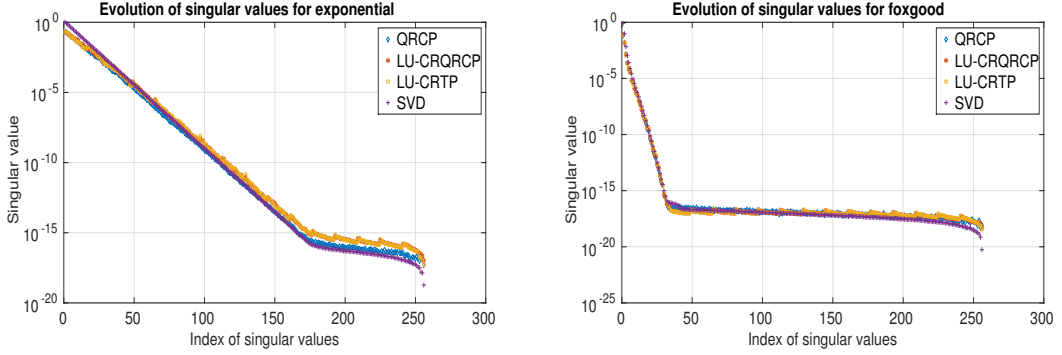 Evolution of singular values for exponential
10^0
10^-5
10^-10
10^-15
10^-20
Singular value
0 50 100 150 200 250 300
Index of singular values
QRCP
LU-CRQRCP
LU-CRTP
SVD
Evolution of singular values for foxgood
10^0
10^-5
10^-10
10^-15
10^-20
10^-25
Singular value
0 50 100 150 200 250 300
Index of singular values
QRCP
LU-CRQRCP
LU-CRTP
SVD